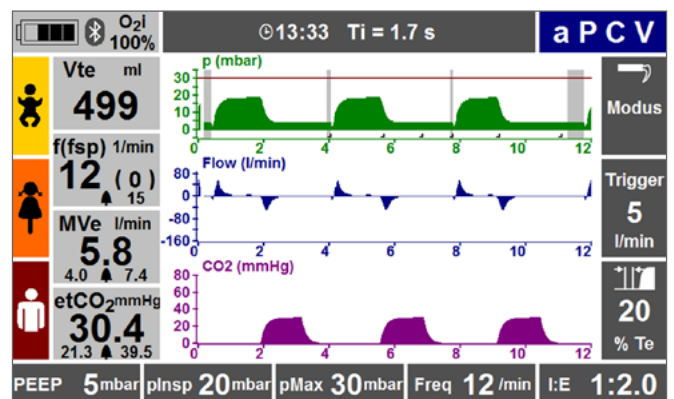 O₂i
100%
13:33 Ti = 1.7 s
a P C V
Vte ml
499
f(fsp) 1/min
12 ( 0 )
15
MVe l/min
5.8
4.0 7.4
etCO₂mmHg
30.4
21.3 39.5
p (mbar)
30
20
10
0
0 2 4 6 8 10 12
Flow (l/min)
80
0
-80
-160
0 2 4 6 8 10 12
CO2 (mmHg)
80
60
40
20
0
0 2 4 6 8 10 12
Modus
Trigger
5
l/min
20
% Te
PEEP 5 mbar pInsp 20 mbar pMax 30 mbar Freq 12 /min I:E 1:2.0